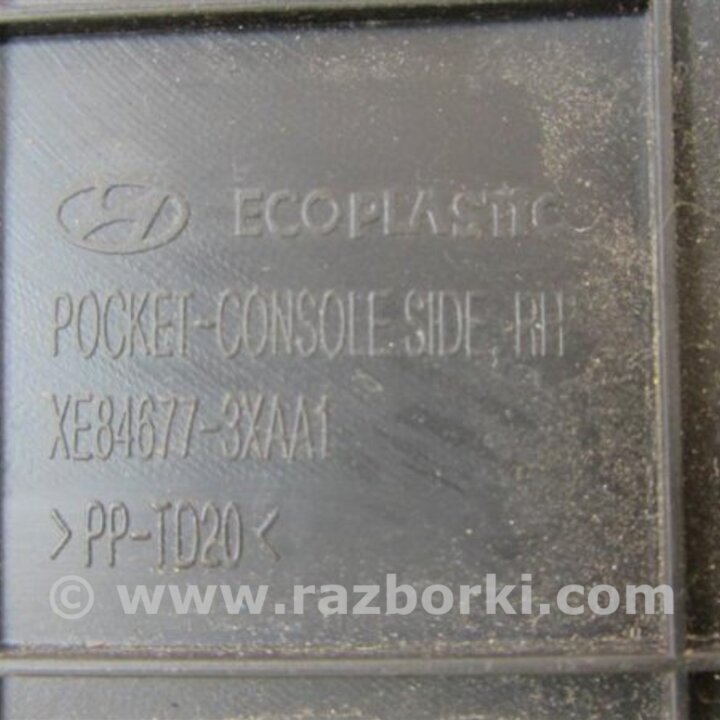 ECOPLASTIC
POCKET-CONSOLE SIDE, RH
XE84677-3XAA1
>PP-TD20<
© www.razborki.com